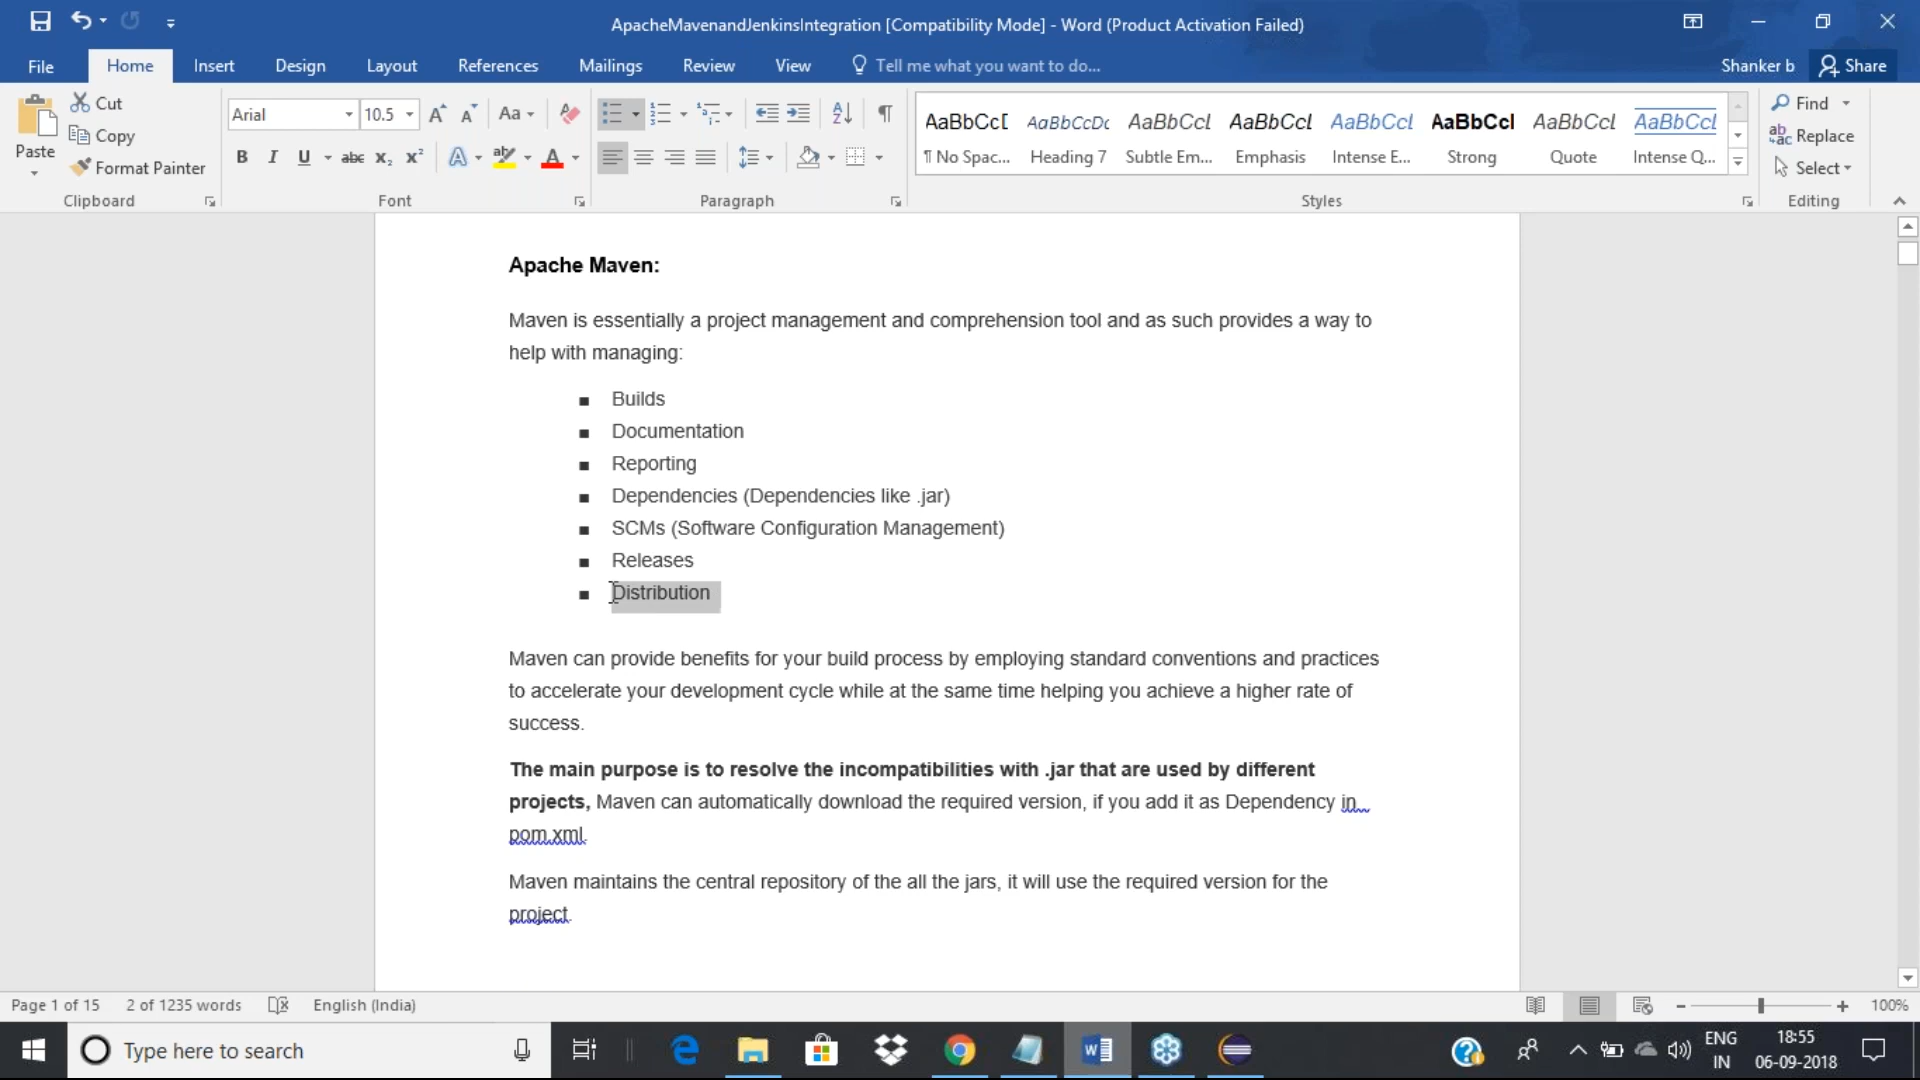 ApacheMavenandJenkinsIntegration [Compatibility Mode] - Word (Product Activation Failed)
File Home Insert Design Layout References Mailings Review View Tell me what you want to do... Shanker b Share
Paste
Cut
Copy
Format Painter
Clipboard
Arial 10.5
Font
Paragraph
AaBbCcD AaBbCcDc AaBbCcL AaBbCcL AaBbCcL AaBbCcl AaBbCcL AaBbCcL
¶ No Spac... Heading 7 Subtle Em... Emphasis Intense E... Strong Quote Intense Q...
Styles
Find
Replace
Select
Editing
Apache Maven:
Maven is essentially a project management and comprehension tool and as such provides a way to
help with managing:
■ Builds
■ Documentation
■ Reporting
■ Dependencies (Dependencies like .jar)
■ SCMs (Software Configuration Management)
■ Releases
■ Distribution
Maven can provide benefits for your build process by employing standard conventions and practices
to accelerate your development cycle while at the same time helping you achieve a higher rate of
success.
The main purpose is to resolve the incompatibilities with .jar that are used by different
projects, Maven can automatically download the required version, if you add it as Dependency in
pom.xml.
Maven maintains the central repository of the all the jars, it will use the required version for the
project.
Page 1 of 15 2 of 1235 words English (India) 100%
Type here to search
ENG
IN
18:55
06-09-2018